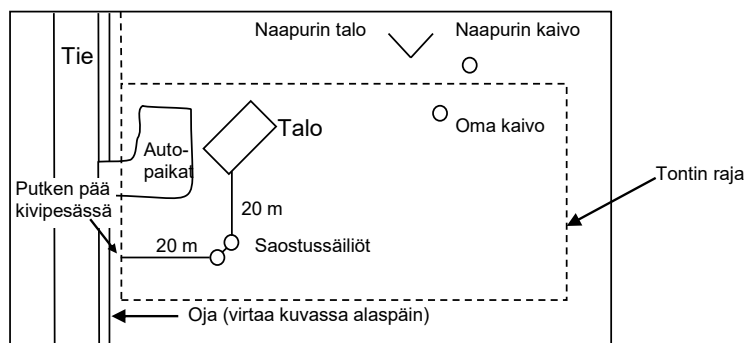 Naapurin talo
Naapurin kaivo
Tie
Talo
Oma kaivo
Auto-
paikat
Tontin raja
Putken pää
kivipesässä
20 m
20 m
Saostussäiliöt
Oja (virtaa kuvassa alaspäin)